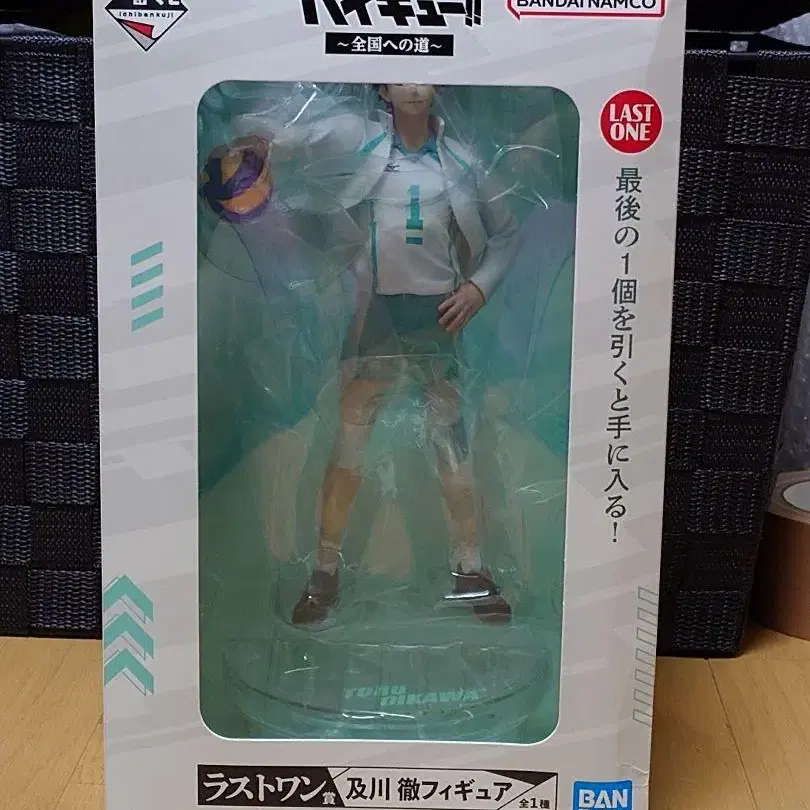 ichibankuji
ハイキュー!!
～全国への道～
BANDAI NAMCO
LAST
ONE
最後の1個を引くと手に入る！
1
TORU
OIKAWA
ラストワン賞
及川 徹フィギュア
全1種
BAN